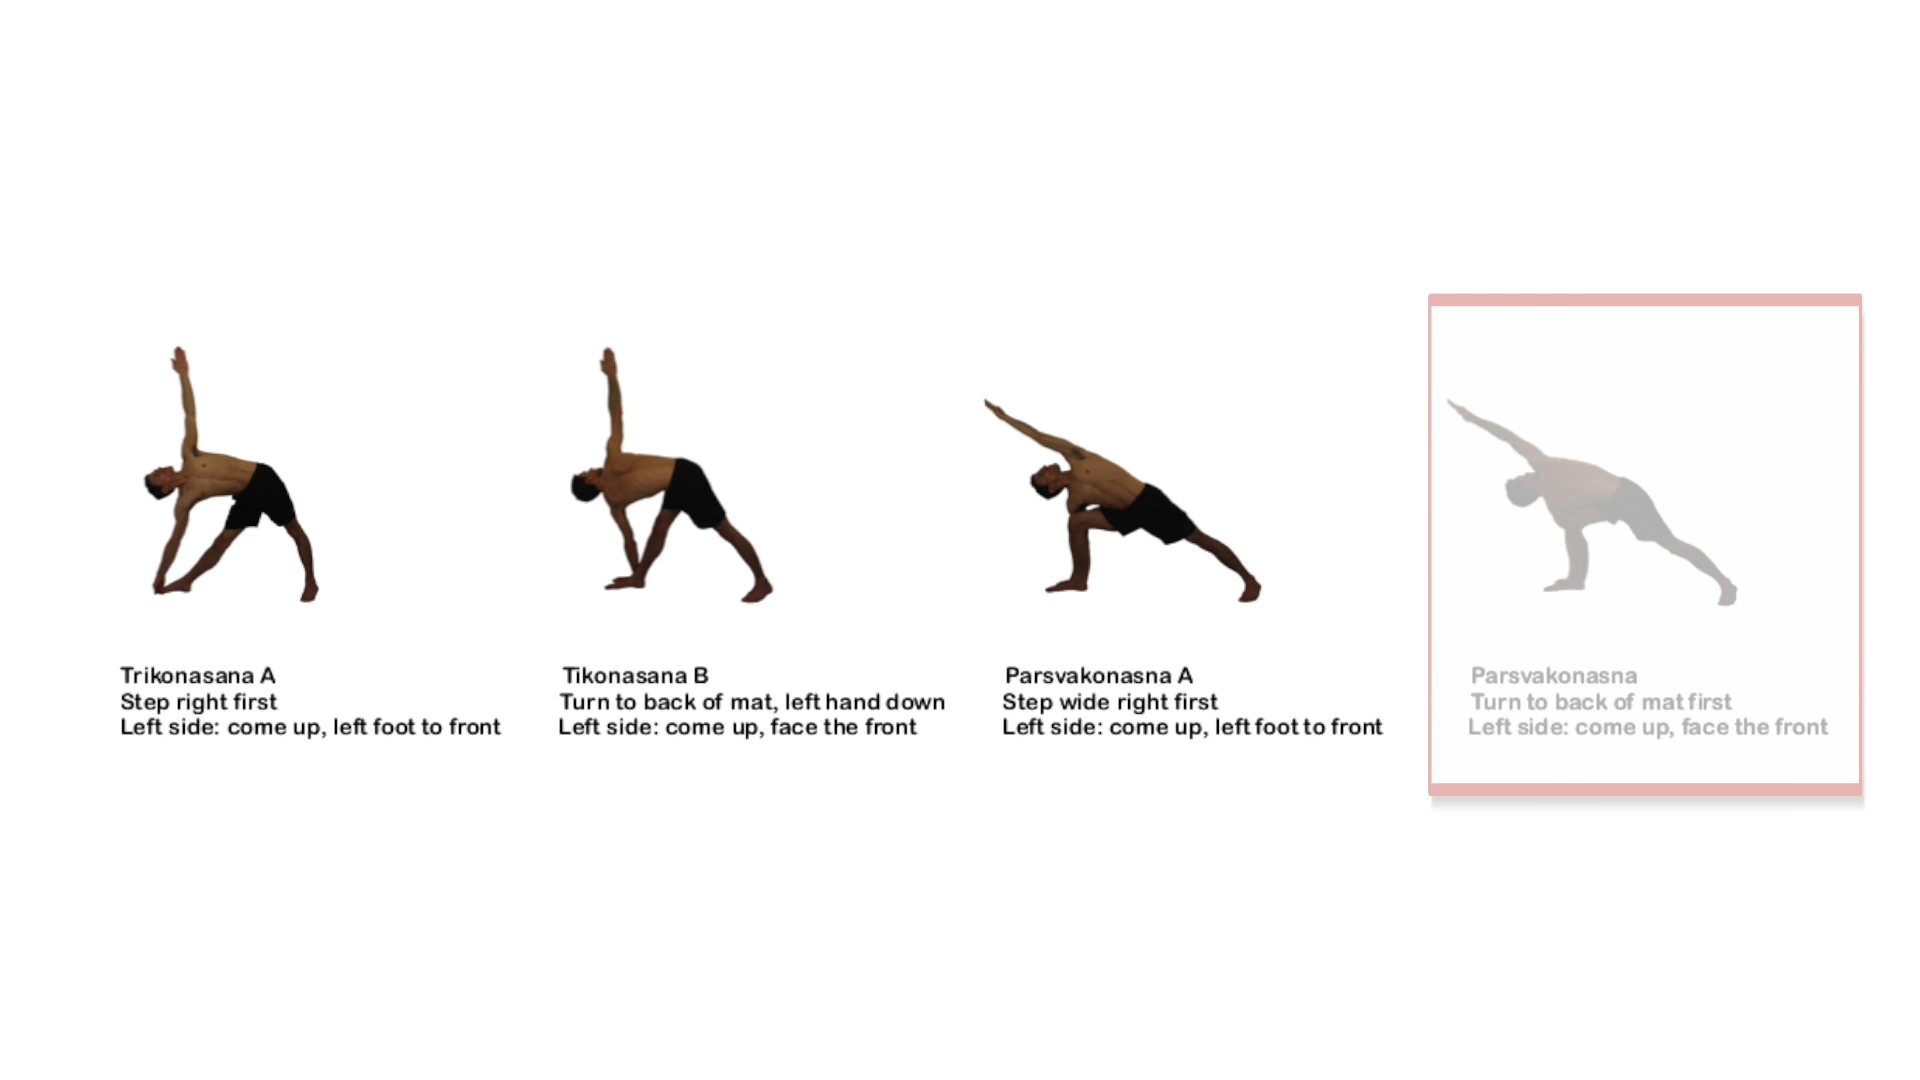 Trikonasana A
Step right first
Left side: come up, left foot to front
Tikonasana B
Turn to back of mat, left hand down
Left side: come up, face the front
Parsvakonasna A
Step wide right first
Left side: come up, left foot to front
Parsvakonasna
Turn to back of mat first
Left side: come up, face the front